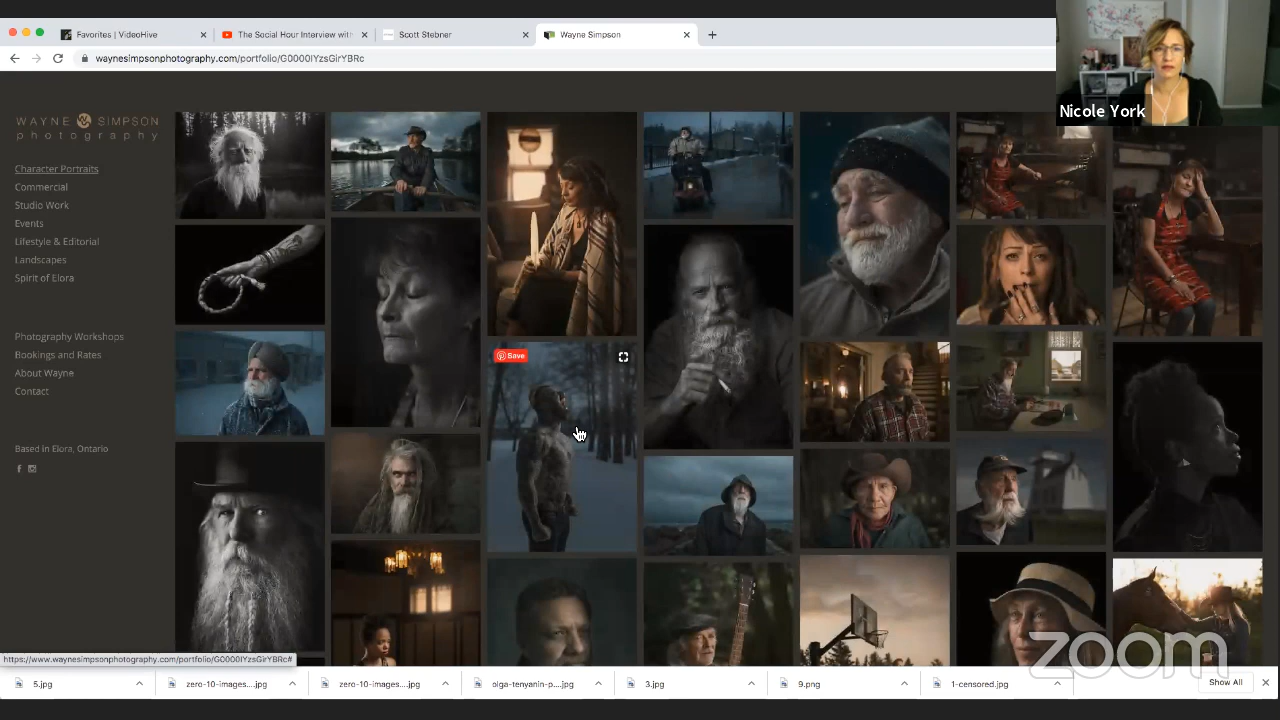 Favorites | VideoHive
The Social Hour Interview with
Scott Stebner
Wayne Simpson
waynesimpsonphotography.com/portfolio/G0000IYzsGirYBRc
Nicole York
WAYNE SIMPSON
photography
Character Portraits
Commercial
Studio Work
Events
Lifestyle & Editorial
Landscapes
Spirit of Elora
Photography Workshops
Bookings and Rates
About Wayne
Contact
Based in Elora, Ontario
Save
zoom
https://www.waynesimpsonphotography.com/portfolio/G0000IYzsGirYBRc#
5.jpg
zero-10-images....jpg
zero-10-images....jpg
olga-tenyanin-p....jpg
3.jpg
9.png
1-censored.jpg
Show All